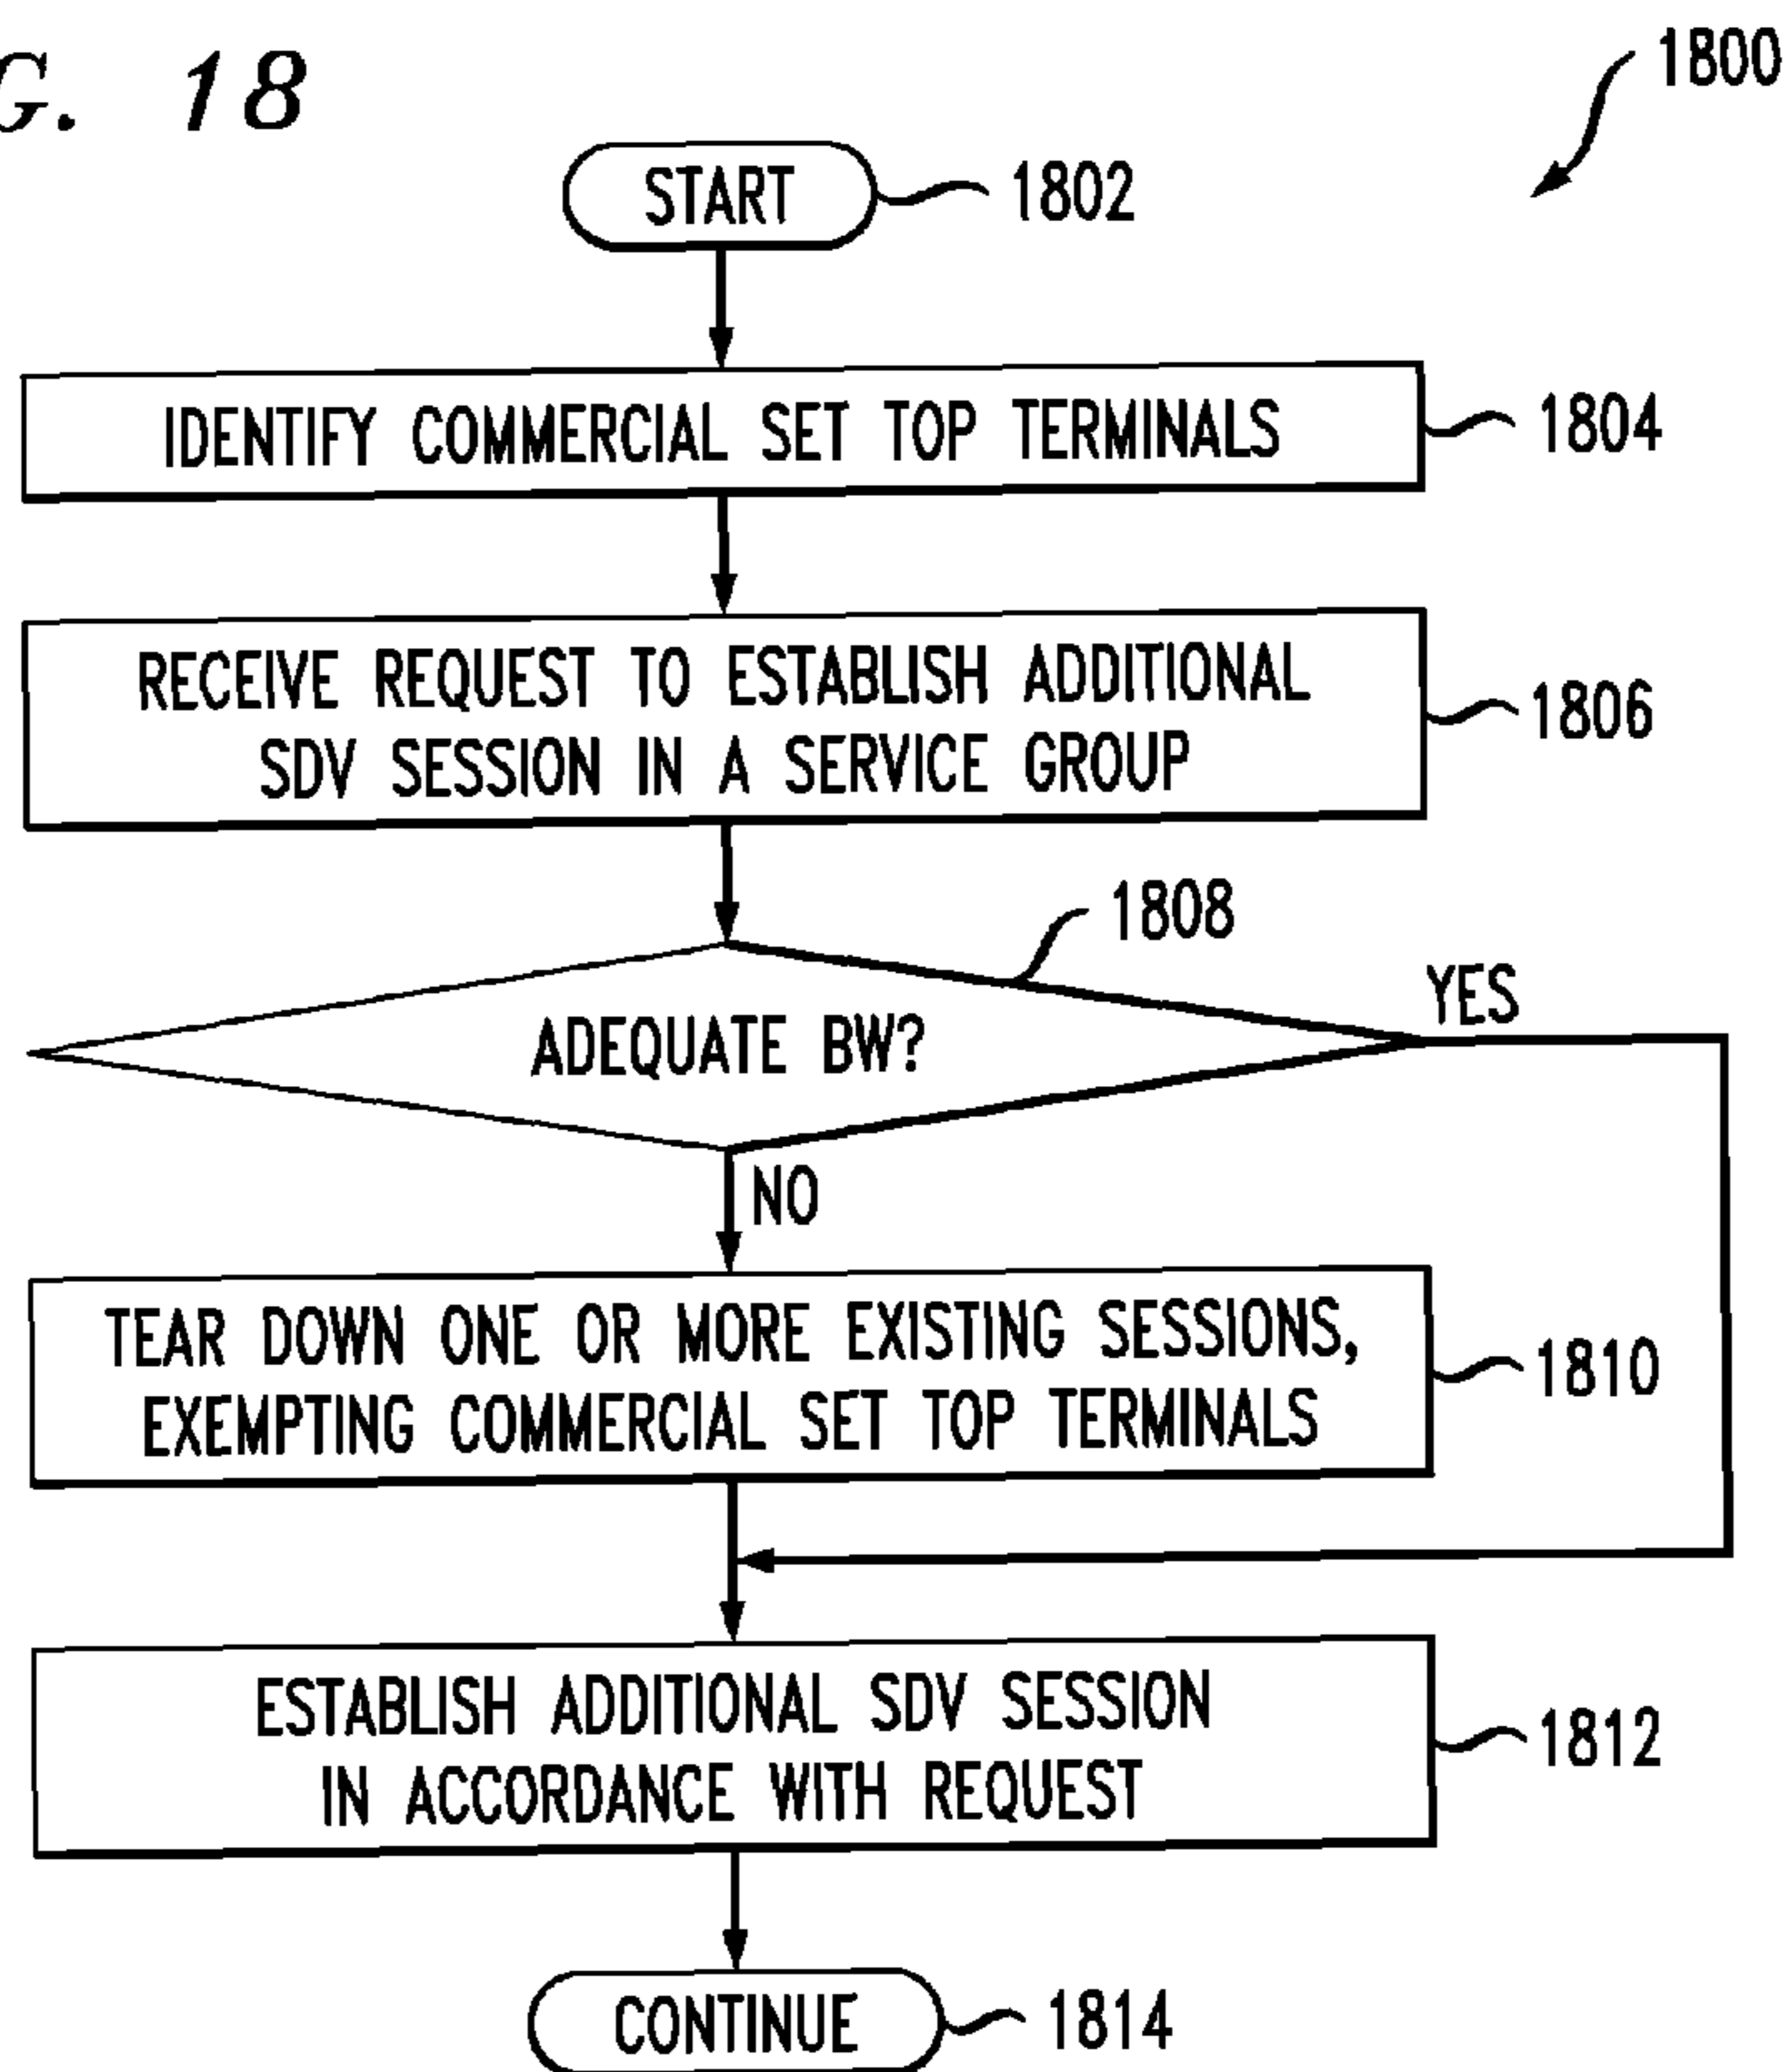 G. 18
1800
START
1802
IDENTIFY COMMERCIAL SET TOP TERMINALS
1804
RECEIVE REQUEST TO ESTABLISH ADDITIONAL
SDV SESSION IN A SERVICE GROUP
1806
1808
ADEQUATE BW?
YES
NO
TEAR DOWN ONE OR MORE EXISTING SESSIONS,
EXEMPTING COMMERCIAL SET TOP TERMINALS
1810
ESTABLISH ADDITIONAL SDV SESSION
IN ACCORDANCE WITH REQUEST
1812
CONTINUE
1814